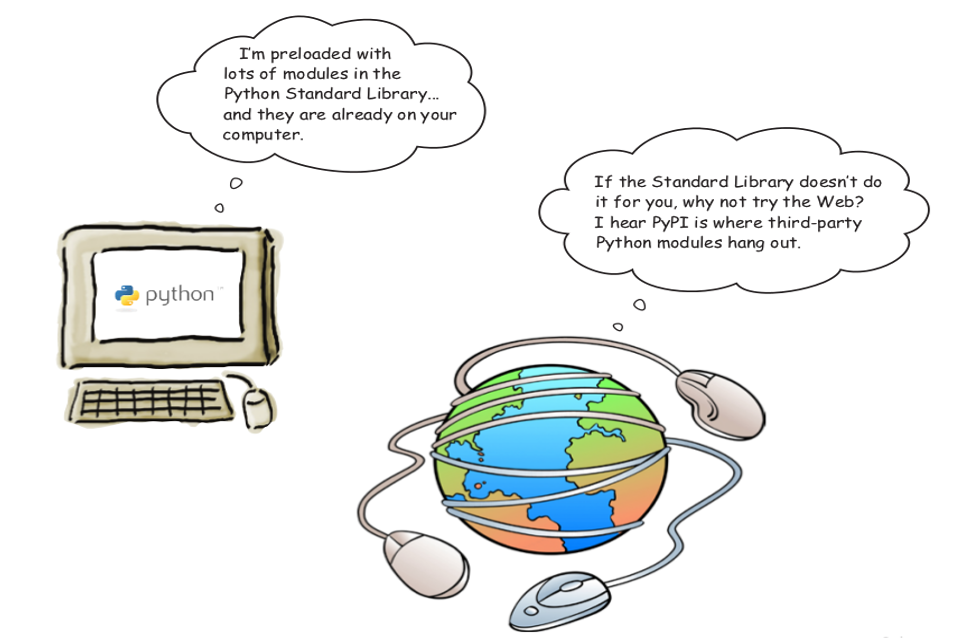 I'm preloaded with
lots of modules in the
Python Standard Library...
and they are already on your
computer.
If the Standard Library doesn't do
it for you, why not try the Web?
I hear PyPI is where third-party
Python modules hang out.
python